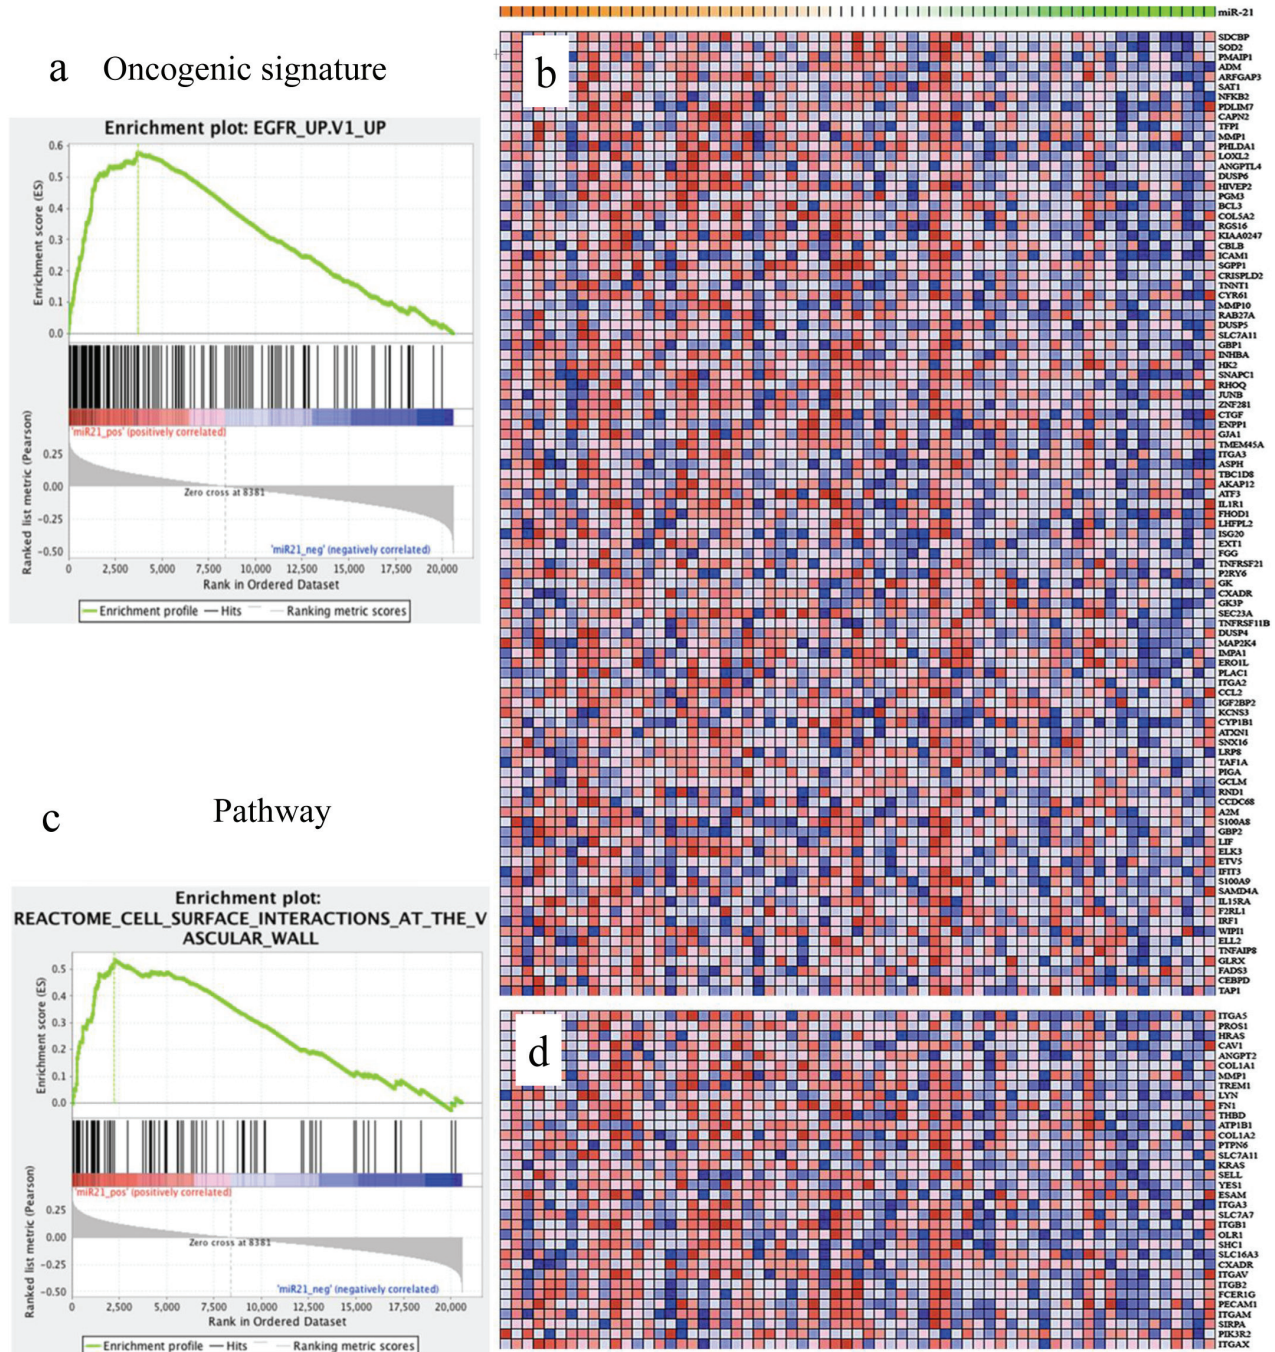 a Oncogenic signature
Enrichment plot: EGFR_UP.V1_UP
Enrichment score (ES)
0.6
0.5
0.4
0.3
0.2
0.1
0.0
'miR21_pos' (positively correlated)
Ranked list metric (Pearson)
0.25
0.00
-0.25
-0.50
Zero cross at 8381
'miR21_neg' (negatively correlated)
0 2,500 5,000 7,500 10,000 12,500 15,000 17,500 20,000
Rank in Ordered Dataset
Enrichment profile Hits Ranking metric scores
c Pathway
Enrichment plot:
REACTOME_CELL_SURFACE_INTERACTIONS_AT_THE_V
ASCULAR_WALL
Enrichment score (ES)
0.5
0.4
0.3
0.2
0.1
0.0
'miR21_pos' (positively correlated)
Ranked list metric (Pearson)
0.25
0.00
-0.25
-0.50
Zero cross at 8381
'miR21_neg' (negatively correlated)
0 2,500 5,000 7,500 10,000 12,500 15,000 17,500 20,000
Rank in Ordered Dataset
Enrichment profile Hits Ranking metric scores
b
miR-21
SDCBP
SOD2
PMAIP1
ADM
ARFGAP3
SAT1
NFKB2
PDLIM7
CAPN2
TFPI
MMP1
PHLDA1
LOXL2
ANGPTL4
DUSP6
HIVEP2
PGM3
BCL3
COL5A2
RGS16
KIAA0247
CBLB
ICAM1
SGPP1
CRISPLD2
TNNT1
CYR61
MMP10
RAB27A
DUSP5
SLC7A11
GBP1
INHBA
HK2
SNAPC1
RHOQ
JUNB
ZNF281
CTGF
ENPP1
GJA1
TMEM45A
ITGA3
ASPH
TBC1D8
AKAP12
ATF3
IL1R1
FHOD1
LHFPL2
ISG20
EXT1
FGG
TNFRSF21
P2RY6
GK
CXADR
GK3P
SEC23A
TNFRSF11B
DUSP4
MAP2K4
IMPA1
ERO1L
PLAC1
ITGA2
CCL2
IGF2BP2
KCNS3
CYP1B1
ATXN1
SNX16
LRP8
TAF1A
PIGA
GCLM
RND1
CCDC68
A2M
S100A8
GBP2
LIF
ELK3
ETV5
IFIT3
S100A9
SAMD4A
IL15RA
F2RL1
IRF1
WIPI1
ELL2
TNFAIP8
GLRX
FADS3
CEBPD
TAP1
d
ITGA5
PROS1
HRAS
CAV1
ANGPT2
COL1A1
MMP1
TREM1
LYN
FN1
THBD
ATP1B1
COL1A2
PTPN6
SLC7A11
KRAS
SELL
YES1
ESAM
ITGA3
SLC7A7
ITGB1
OLR1
SHC1
SLC16A3
CXADR
ITGAV
ITGB2
FCER1G
PECAM1
ITGAM
SIRPA
PIK3R2
ITGAX